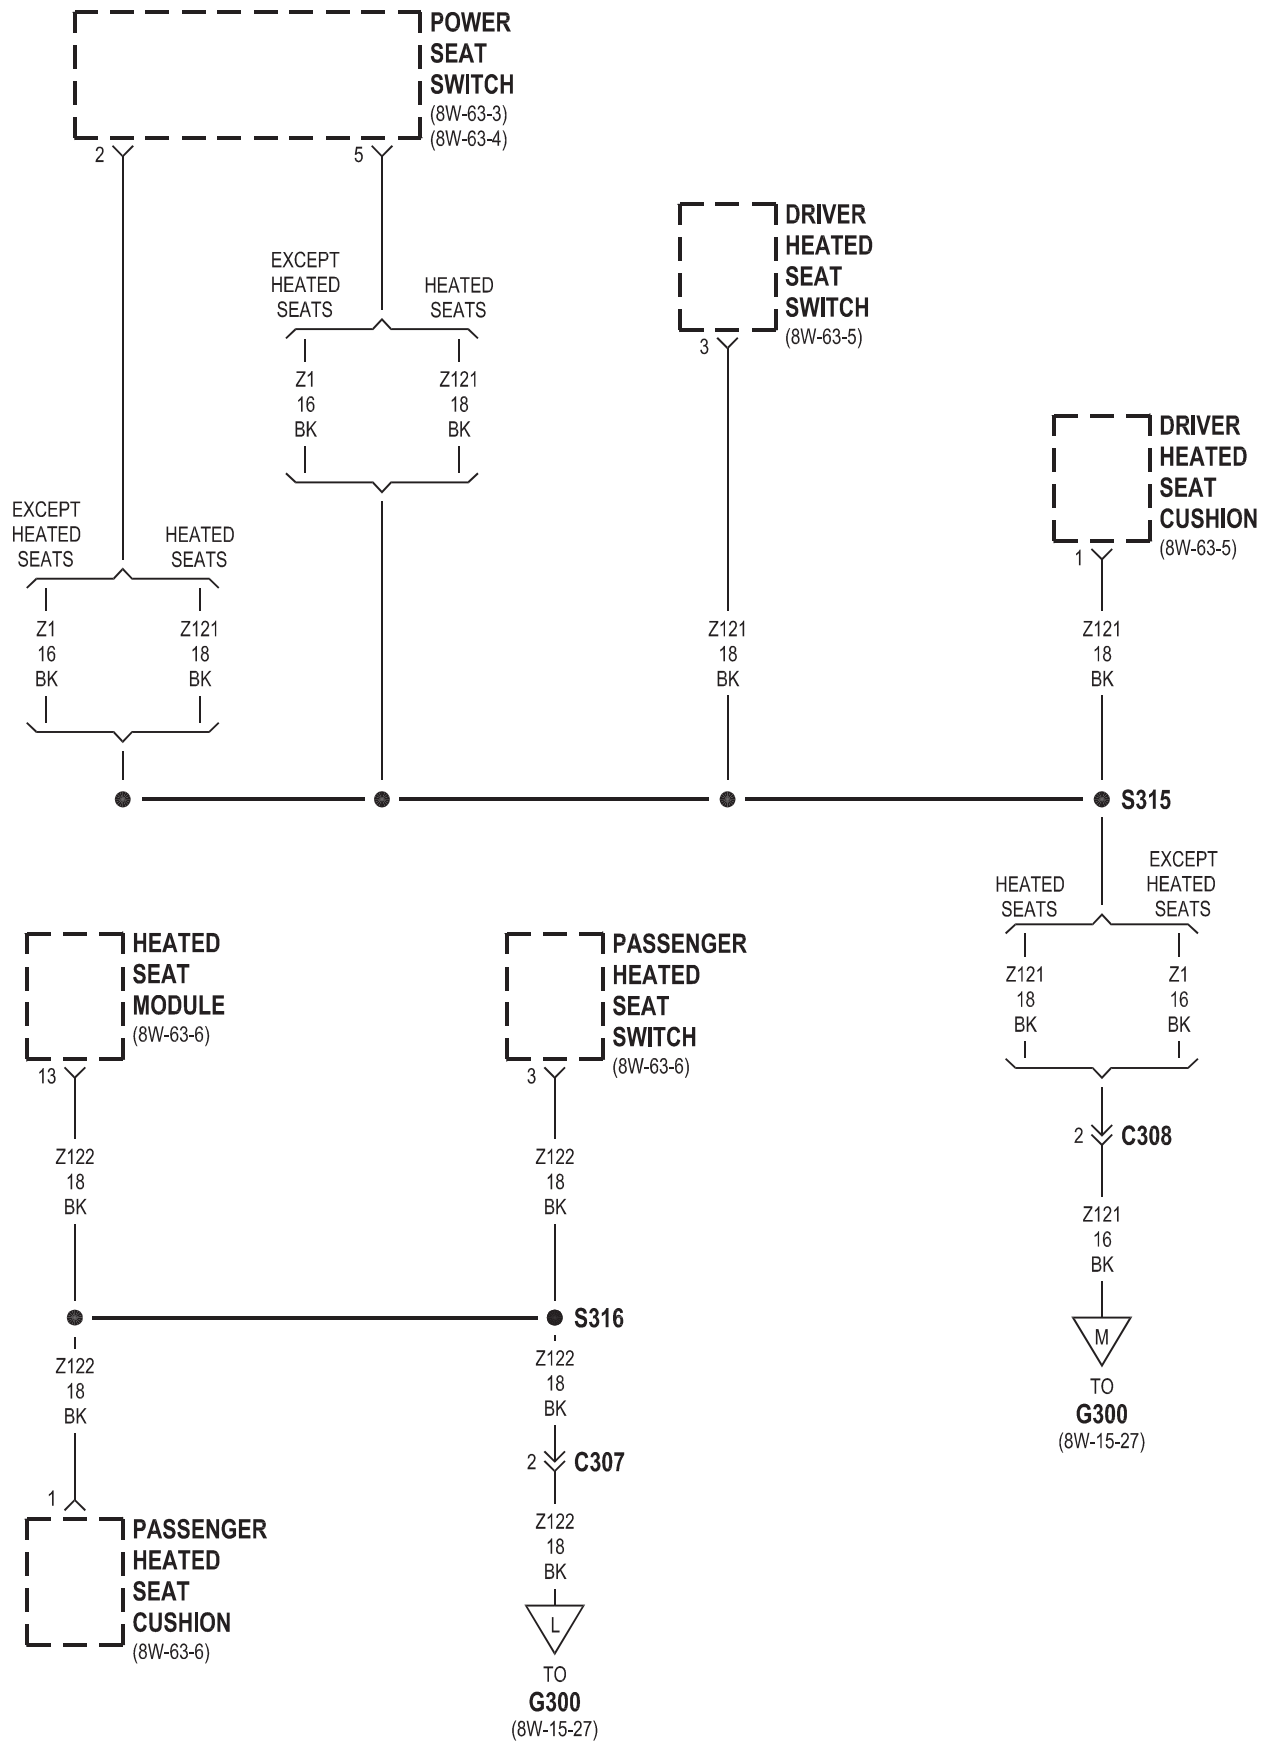 POWER
SEAT
SWITCH
(8W-63-3)
(8W-63-4)
2
5
EXCEPT
HEATED
SEATS
HEATED
SEATS
Z1
16
BK
Z121
18
BK
DRIVER
HEATED
SEAT
SWITCH
(8W-63-5)
3
DRIVER
HEATED
SEAT
CUSHION
(8W-63-5)
1
EXCEPT
HEATED
SEATS
HEATED
SEATS
Z1
16
BK
Z121
18
BK
Z121
18
BK
Z121
18
BK
S315
HEATED
SEATS
EXCEPT
HEATED
SEATS
Z121
18
BK
Z1
16
BK
2
C308
Z121
16
BK
M
TO
G300
(8W-15-27)
HEATED
SEAT
MODULE
(8W-63-6)
13
PASSENGER
HEATED
SEAT
SWITCH
(8W-63-6)
3
Z122
18
BK
Z122
18
BK
S316
Z122
18
BK
Z122
18
BK
2
C307
1
PASSENGER
HEATED
SEAT
CUSHION
(8W-63-6)
Z122
18
BK
L
TO
G300
(8W-15-27)